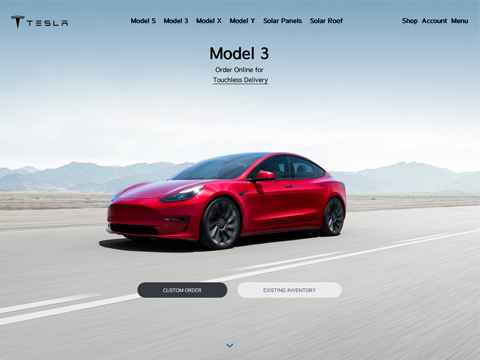 TESLA
Model S Model 3 Model X Model Y Solar Panels Solar Roof
Shop Account Menu
Model 3
Order Online for
Touchless Delivery
CUSTOM ORDER
EXISTING INVENTORY